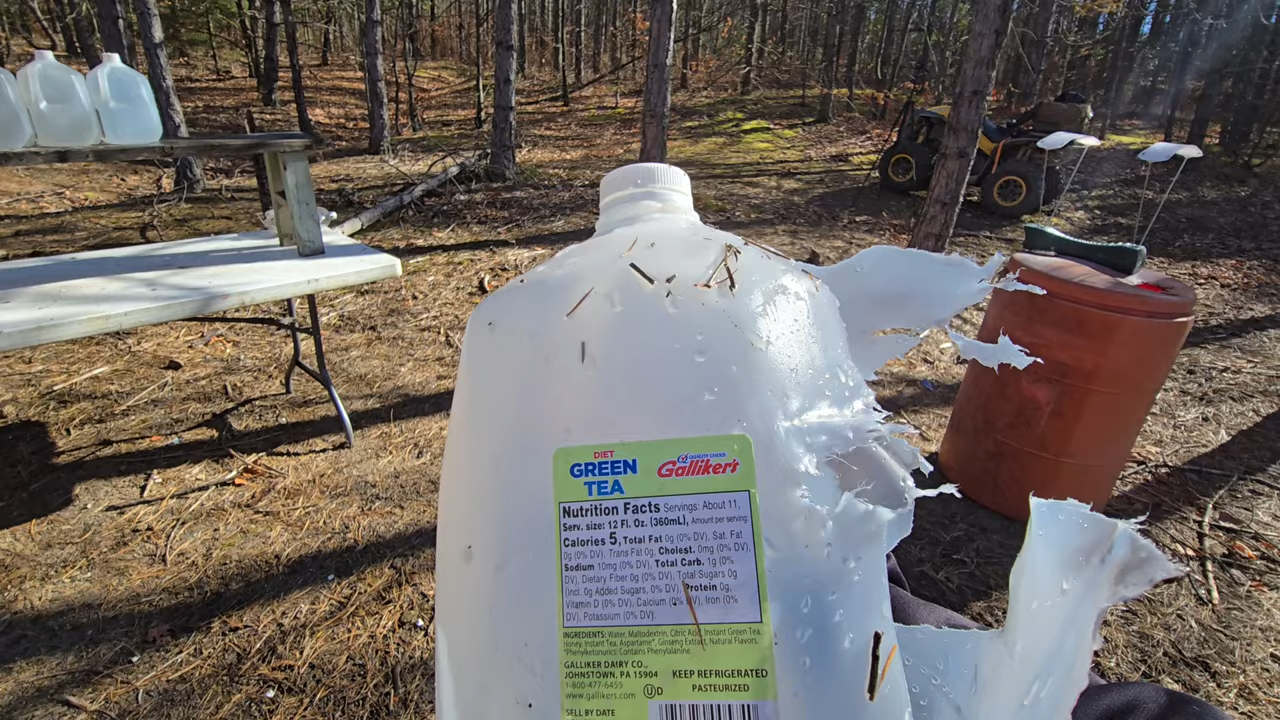 DIET
GREEN
TEA
QUALITY CHEKD
Galliker's
Nutrition Facts Servings: About 11,
Serv. size: 12 Fl. Oz. (360mL), Amount per serving:
Calories 5, Total Fat 0g (0% DV), Sat. Fat
0g (0% DV), Trans Fat 0g, Cholest. 0mg (0% DV),
Sodium 10mg (0% DV), Total Carb. 1g (0%
DV), Dietary Fiber 0g (0% DV), Total Sugars 0g
(Incl. 0g Added Sugars, 0% DV), Protein 0g,
Vitamin D (0% DV), Calcium (0% DV), Iron (0%
DV), Potassium (0% DV).
INGREDIENTS: Water, Maltodextrin, Citric Acid, Instant Green Tea,
Honey, Instant Tea, Aspartame*, Ginseng Extract, Natural Flavors.
*Phenylketonurics: Contains Phenylalanine.
GALLIKER DAIRY CO.,
JOHNSTOWN, PA 15904
KEEP REFRIGERATED
1-800-477-6455
UD
PASTEURIZED
www.gallikers.com
SELL BY DATE